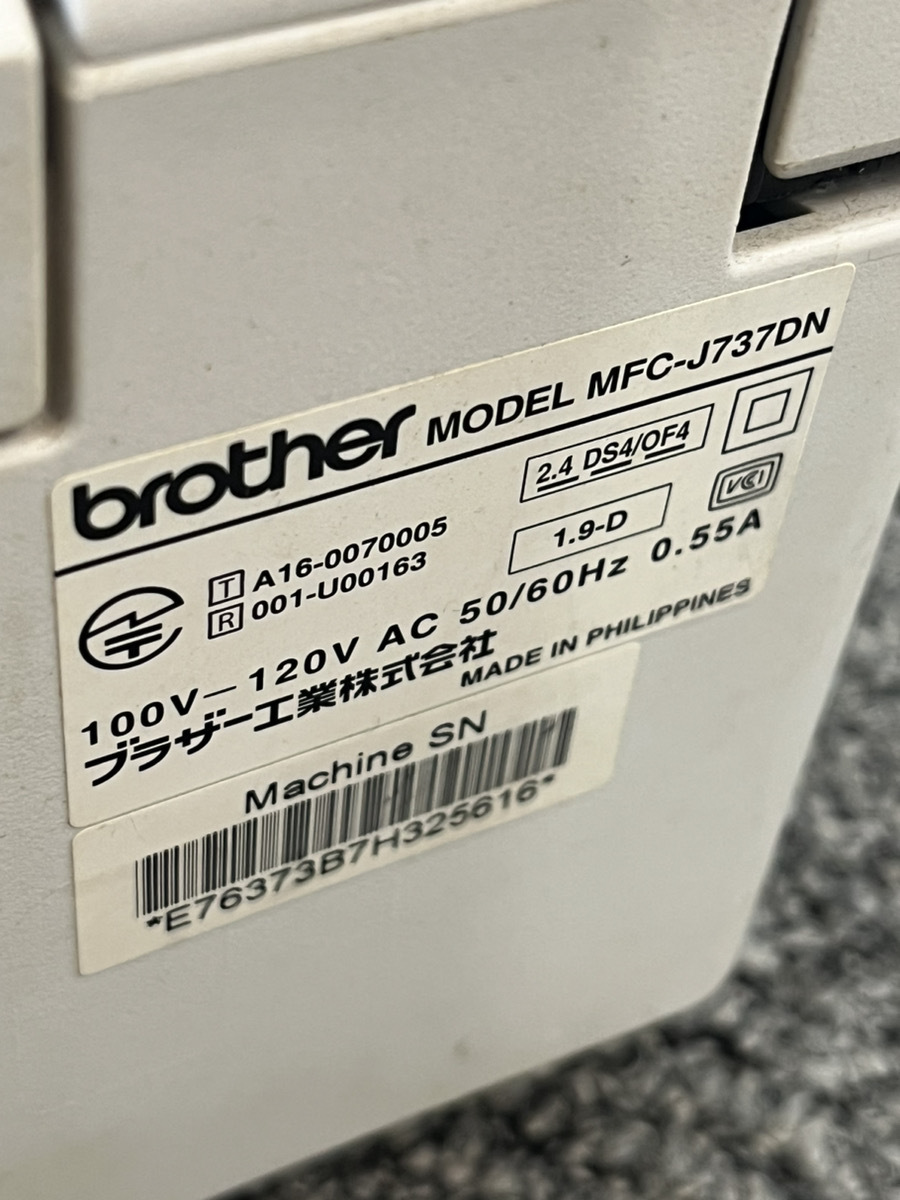 brother MODEL MFC-J737DN
T A16-0070005
R 001-U00163
2.4 DS4/OF4
1.9-D
VCI
100V—120V AC 50/60Hz 0.55A
ブラザー工業株式会社
MADE IN PHILIPPINES
Machine SN
*E76373B7H325616*